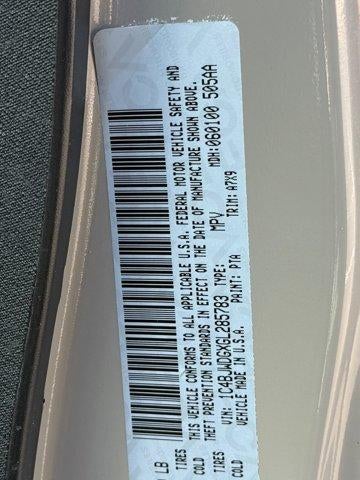 THIS VEHICLE CONFORMS TO ALL APPLICABLE U.S.A. FEDERAL MOTOR VEHICLE SAFETY AND
THEFT PREVENTION STANDARDS IN EFFECT ON THE DATE OF MANUFACTURE SHOWN ABOVE.
VIN: 1C4BJWDGXGL285783 TYPE: MPV MDH: 060100 505AA
VEHICLE MADE IN U.S.A. PAINT: PTA TRIM: A7X9
LB
TIRES
COLD
TIRES
COLD